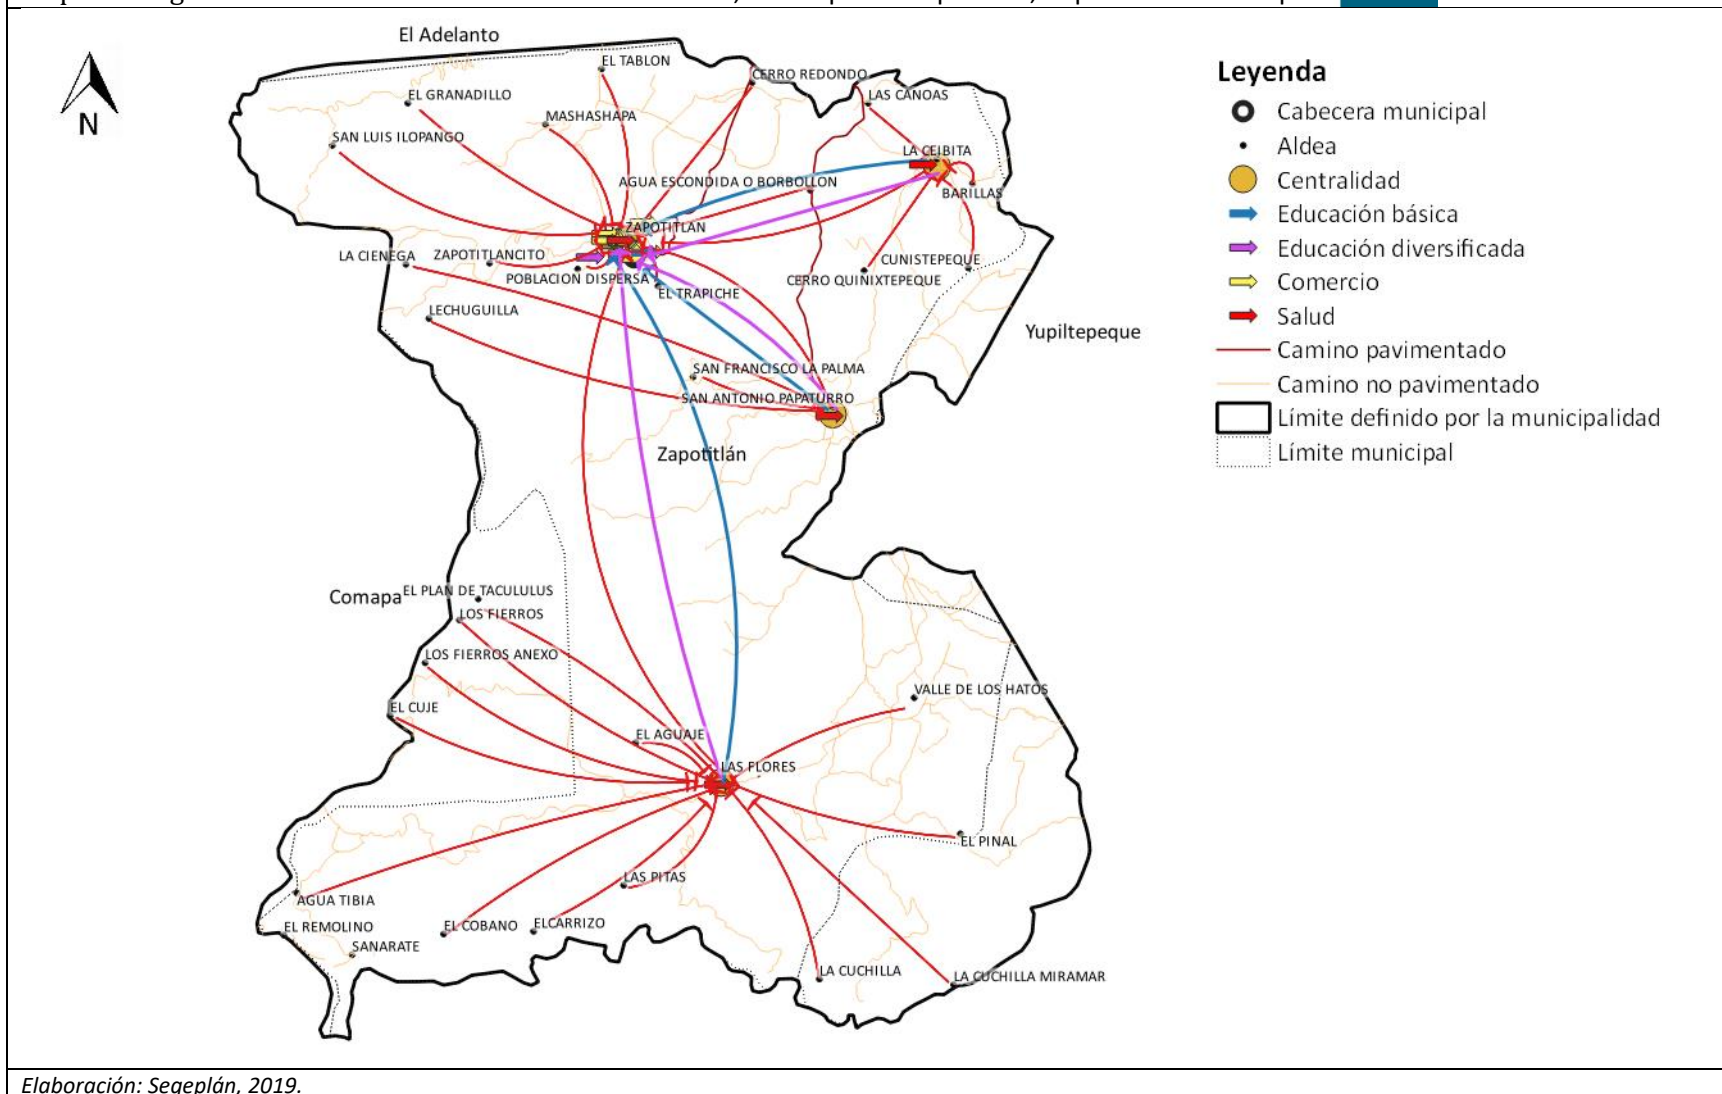 El Adelanto
EL TABLON
CERRO REDONDO
EL GRANADILLO
LAS CANOAS
MASHASHAPA
SAN LUIS ILOPANGO
LA CEIBITA
AGUA ESCONDIDA O BORBOLLON
BARILLAS
ZAPOTITLAN
LA CIENEGA
ZAPOTITLANCITO
CUNISTEPEQUE
POBLACION DISPERSA
CERRO QUINIXTEPEQUE
EL TRAPICHE
LECHUGUILLA
Yupiltepeque
SAN FRANCISCO LA PALMA
SAN ANTONIO PAPATURRO
Zapotitlán
Comapa
EL PLAN DE TACULULUS
LOS FIERROS
LOS FIERROS ANEXO
VALLE DE LOS HATOS
EL CUJE
EL AGUAJE
LAS FLORES
EL PINAL
LAS PITAS
AGUA TIBIA
EL REMOLINO
EL COBANO
ELCARRIZO
SANARATE
LA CUCHILLA
LA CUCHILLA MIRAMAR
N
Leyenda
Cabecera municipal
Aldea
Centralidad
Educación básica
Educación diversificada
Comercio
Salud
Camino pavimentado
Camino no pavimentado
Límite definido por la municipalidad
Límite municipal
Elaboración: Segeplán, 2019.